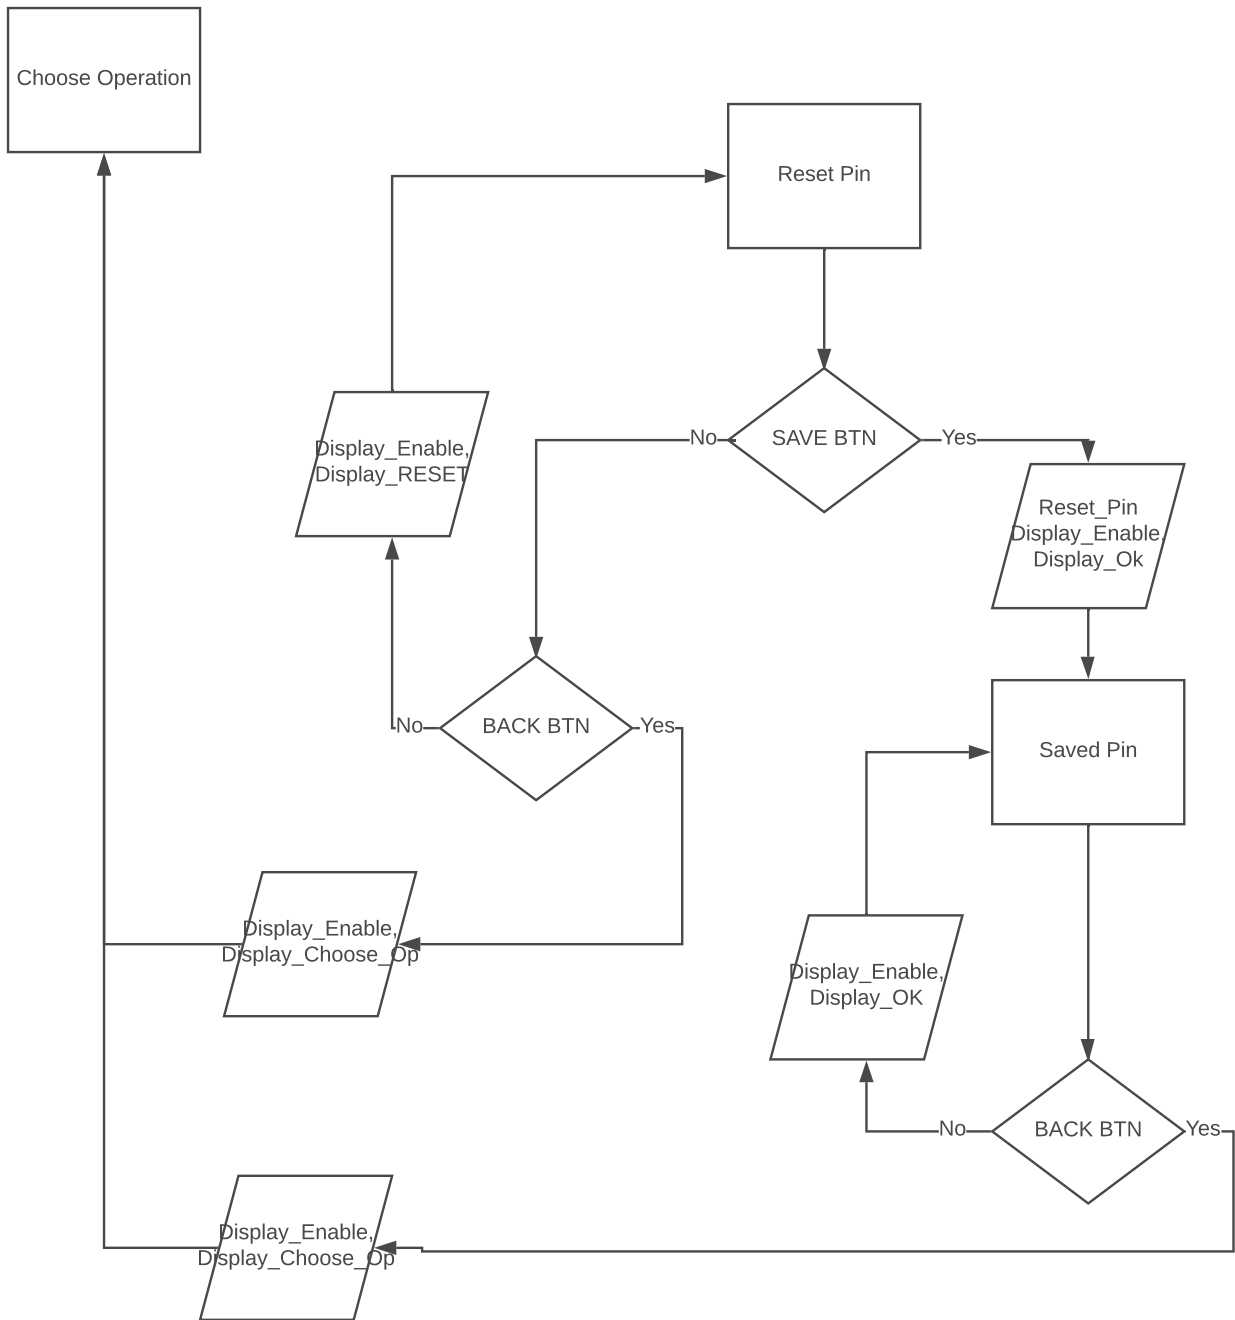 Choose Operation
Reset Pin
No
SAVE BTN
Yes
Display_Enable,
Display_RESET
Reset_Pin
Display_Enable,
Display_Ok
No
BACK BTN
Yes
Saved Pin
Display_Enable,
Display_Choose_Op
Display_Enable,
Display_OK
No
BACK BTN
Yes
Display_Enable,
Display_Choose_Op